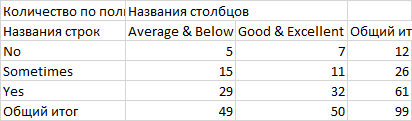 Количество по пол Названия столбцов
Названия строк Average & Below Good & Excellent Общий ит
No 5 7 12
Sometimes 15 11 26
Yes 29 32 61
Общий итог 49 50 99